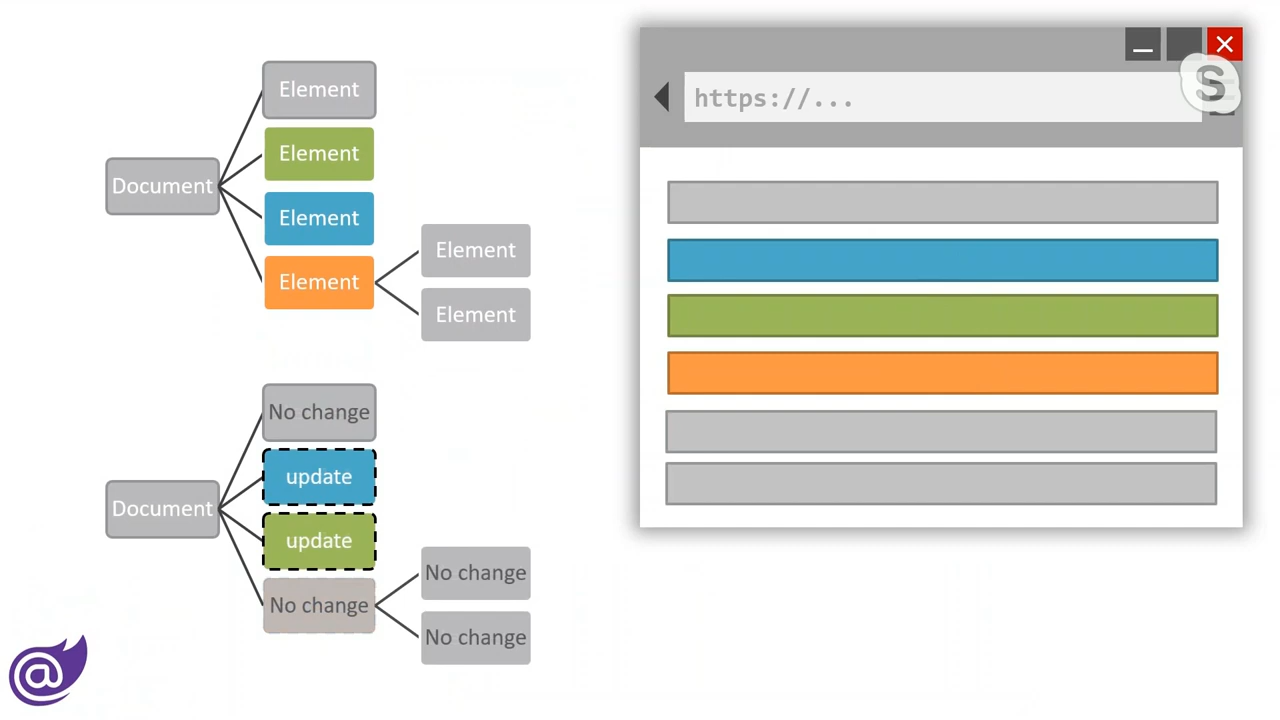 Element
Element
Document
Element
Element
Element
Element
No change
update
Document
update
No change
No change
No change
@
https://...
S